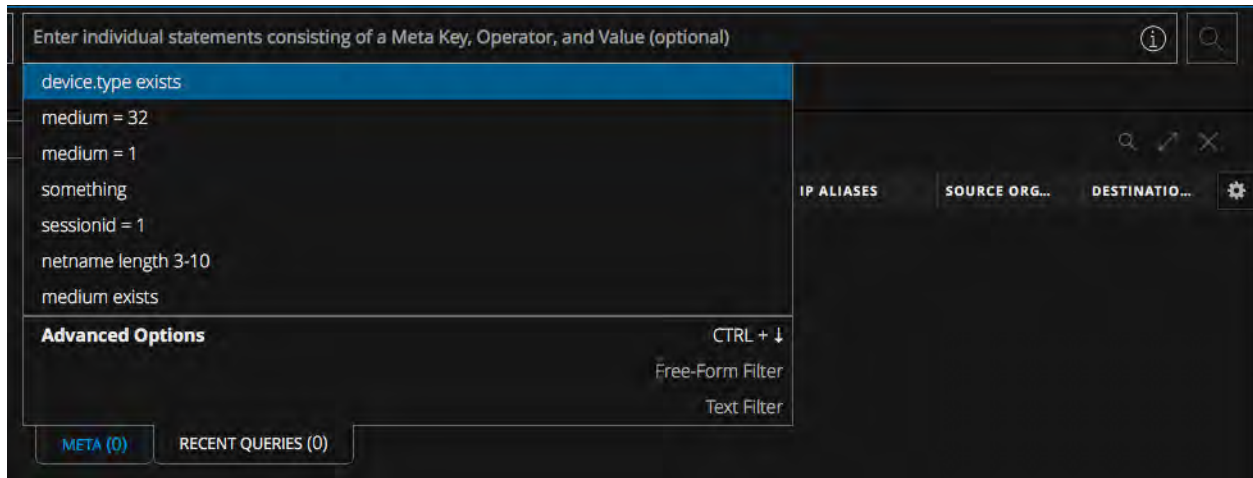 Enter individual statements consisting of a Meta Key, Operator, and Value (optional)
device.type exists
medium = 32
medium = 1
something
sessionid = 1
netname length 3-10
medium exists
IP ALIASES SOURCE ORG... DESTINATIO...
Advanced Options CTRL + ↓
Free-Form Filter
Text Filter
META (0) RECENT QUERIES (0)